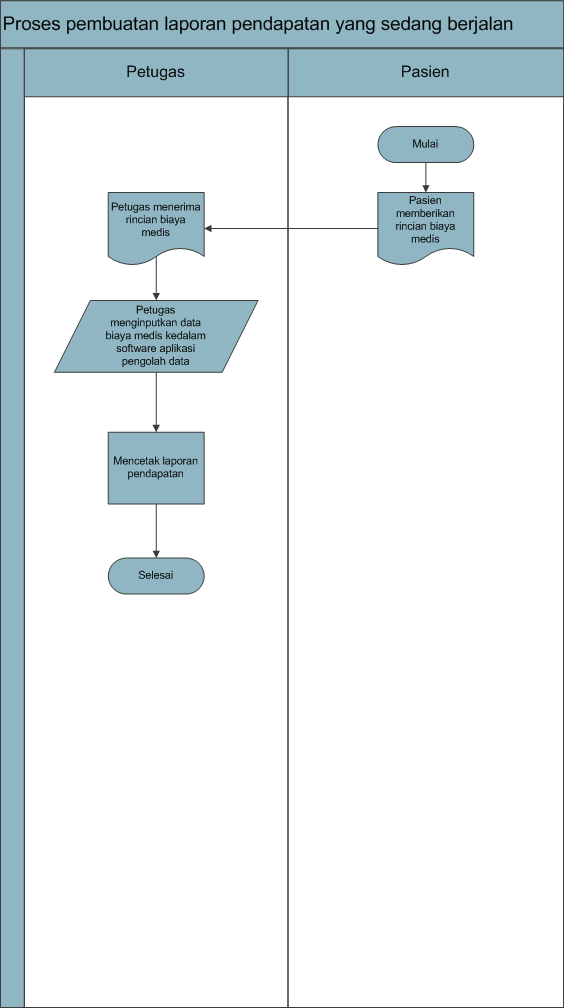 Proses pembuatan laporan pendapatan yang sedang berjalan
Petugas
Pasien
Mulai
Pasien
memberikan
rincian biaya
medis
Petugas menerima
rincian biaya
medis
Petugas
menginputkan data
biaya medis kedalam
software aplikasi
pengolah data
Mencetak laporan
pendapatan
Selesai